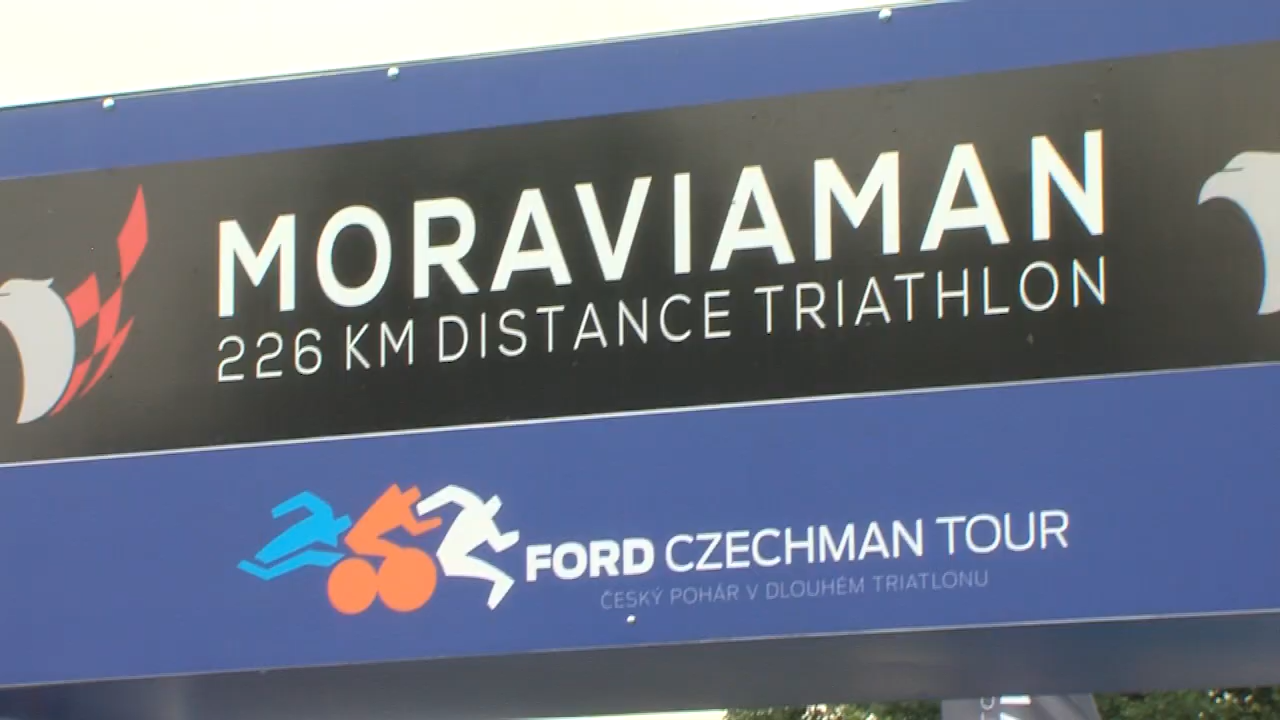 MORAVIAMAN
226 KM DISTANCE TRIATHLON
FORD CZECHMAN TOUR
ČESKÝ POHÁR V DLOUHÉM TRIATLONU